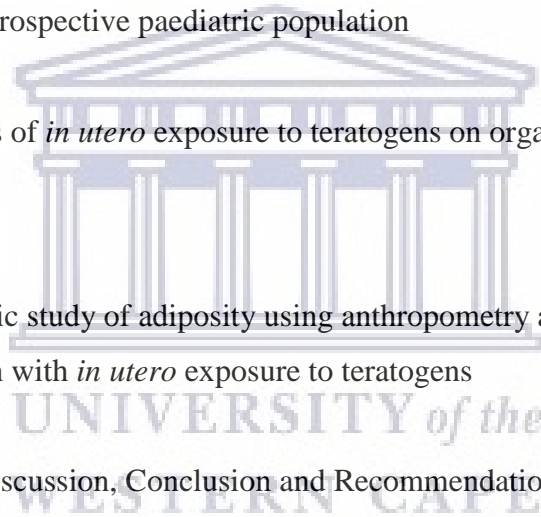 rospective paediatric population
of in utero exposure to teratogens on orga
ic study of adiposity using anthropometry a
with in utero exposure to teratogens
UNIVERSITY of the
scussion, Conclusion and Recommendatio
WESTERN CAPE